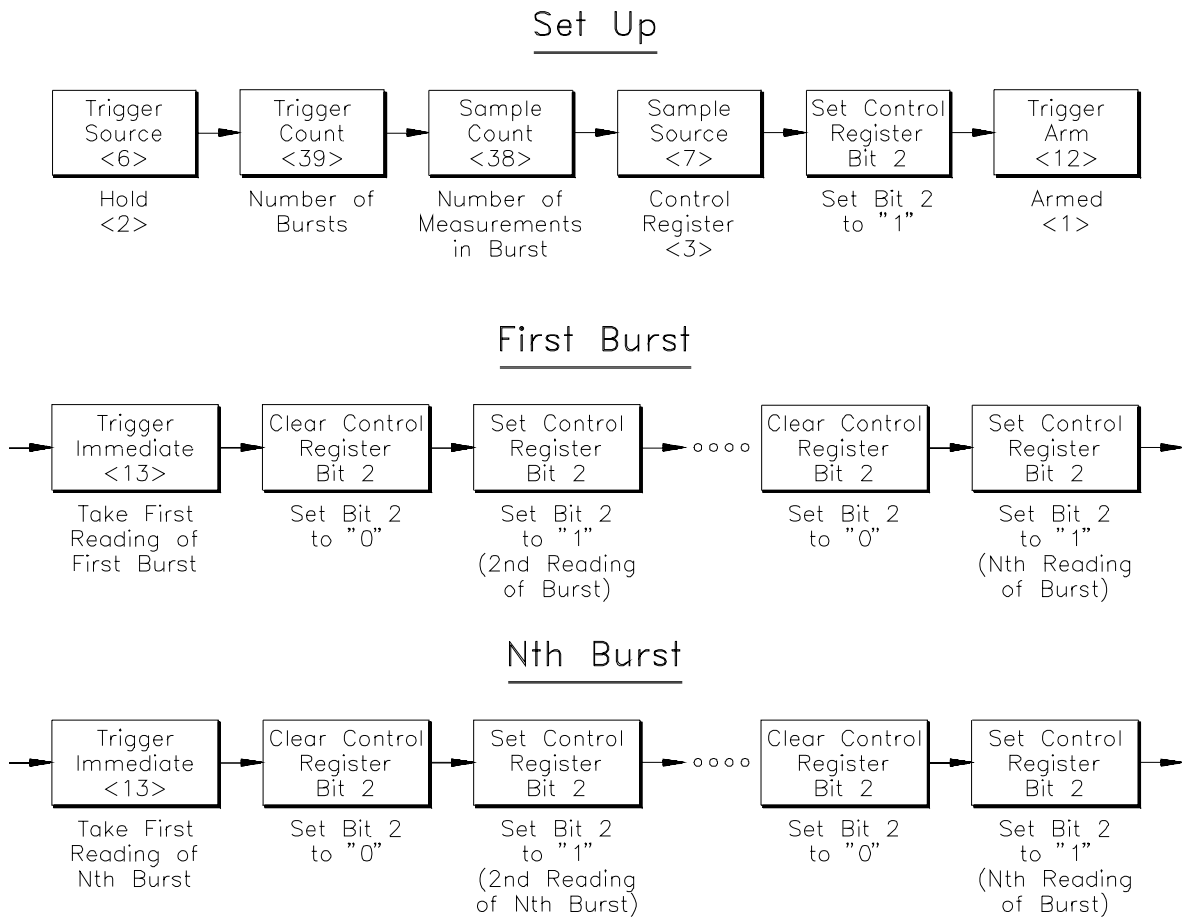 Set Up
Trigger
Source
<6>
Hold
<2>
Trigger
Count
<39>
Number of
Bursts
Sample
Count
<38>
Number of
Measurements
in Burst
Sample
Source
<7>
Control
Register
<3>
Set Control
Register
Bit 2
Set Bit 2
to "1"
Trigger
Arm
<12>
Armed
<1>
First Burst
Trigger
Immediate
<13>
Take First
Reading of
First Burst
Clear Control
Register
Bit 2
Set Bit 2
to "0"
Set Control
Register
Bit 2
Set Bit 2
to "1"
(2nd Reading
of Burst)
Clear Control
Register
Bit 2
Set Bit 2
to "0"
Set Control
Register
Bit 2
Set Bit 2
to "1"
(Nth Reading
of Burst)
Nth Burst
Trigger
Immediate
<13>
Take First
Reading of
Nth Burst
Clear Control
Register
Bit 2
Set Bit 2
to "0"
Set Control
Register
Bit 2
Set Bit 2
to "1"
(2nd Reading
of Nth Burst)
Clear Control
Register
Bit 2
Set Bit 2
to "0"
Set Control
Register
Bit 2
Set Bit 2
to "1"
(Nth Reading
of Burst)